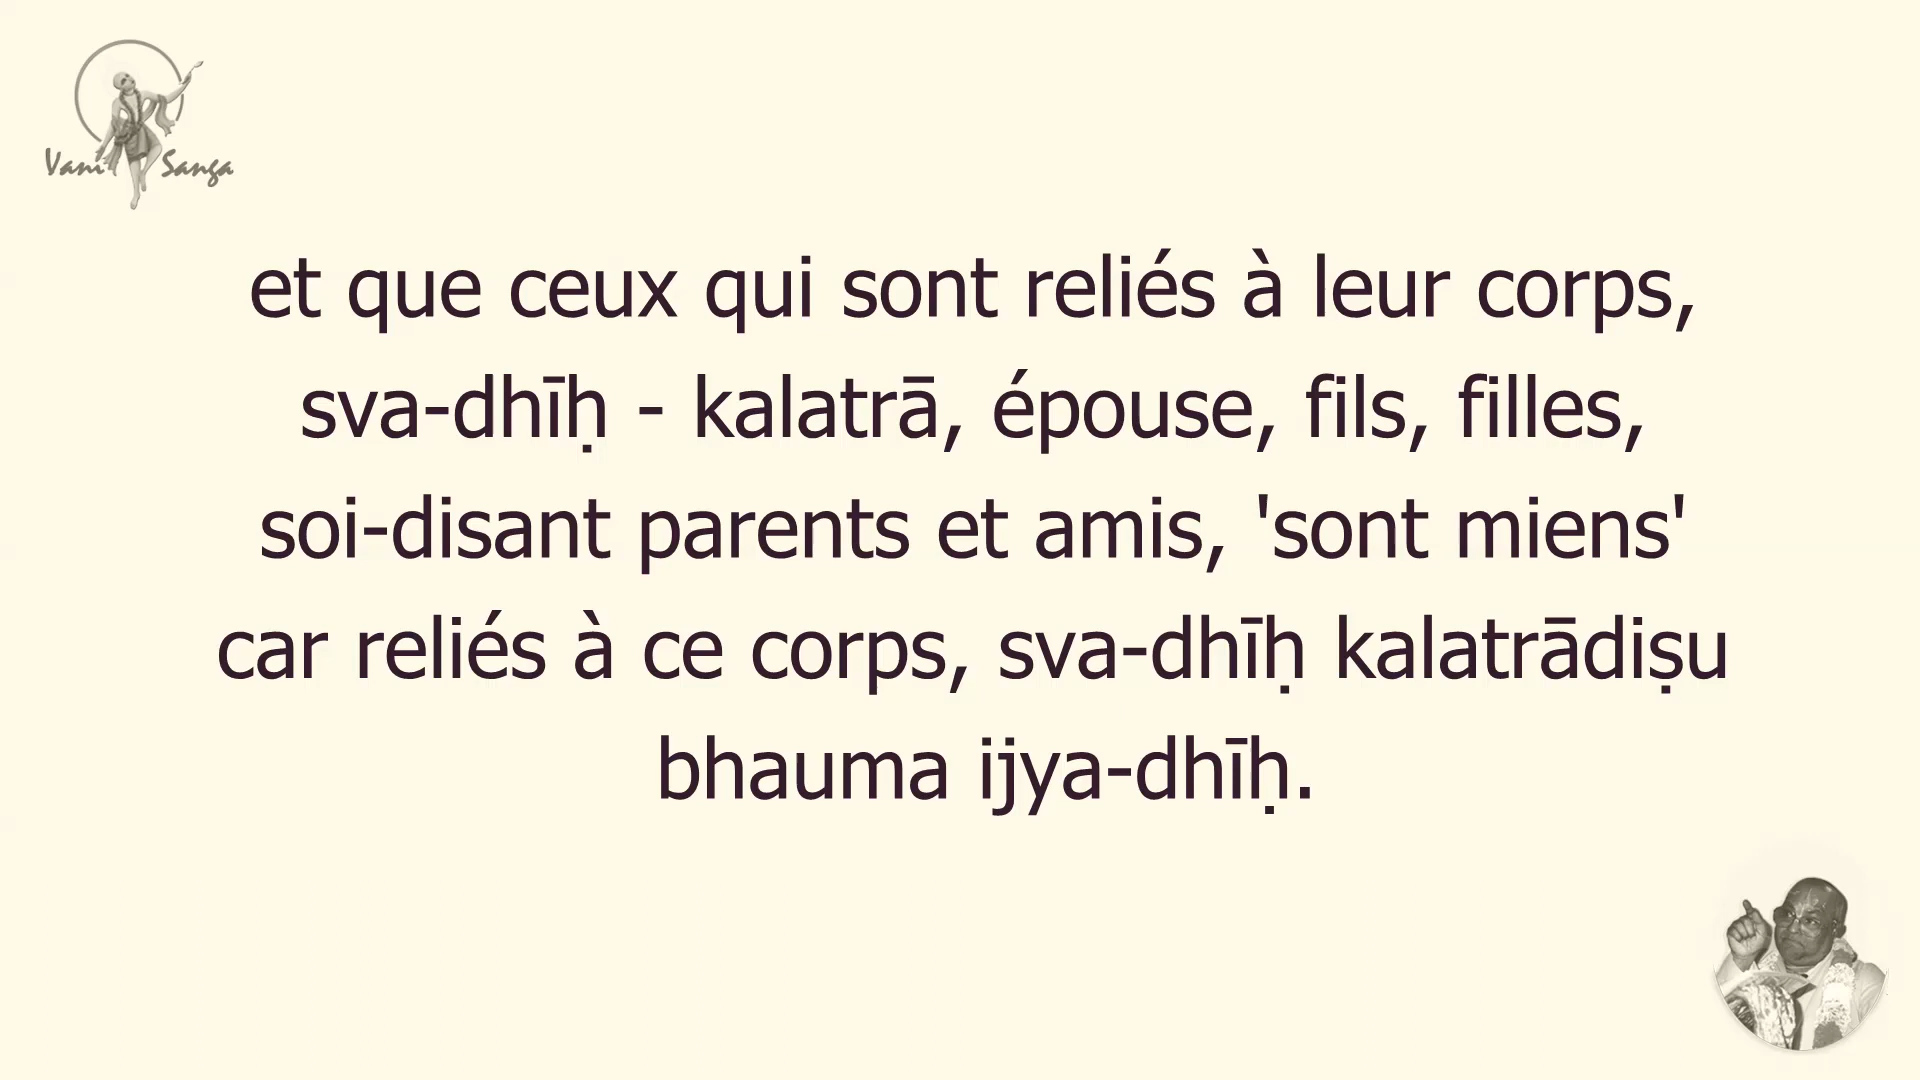 Vani Sanga
et que ceux qui sont reliés à leur corps,
sva-dhīḥ - kalatrā, épouse, fils, filles,
soi-disant parents et amis, 'sont miens'
car reliés à ce corps, sva-dhīḥ kalatrādiṣu
bhauma ijya-dhīḥ.